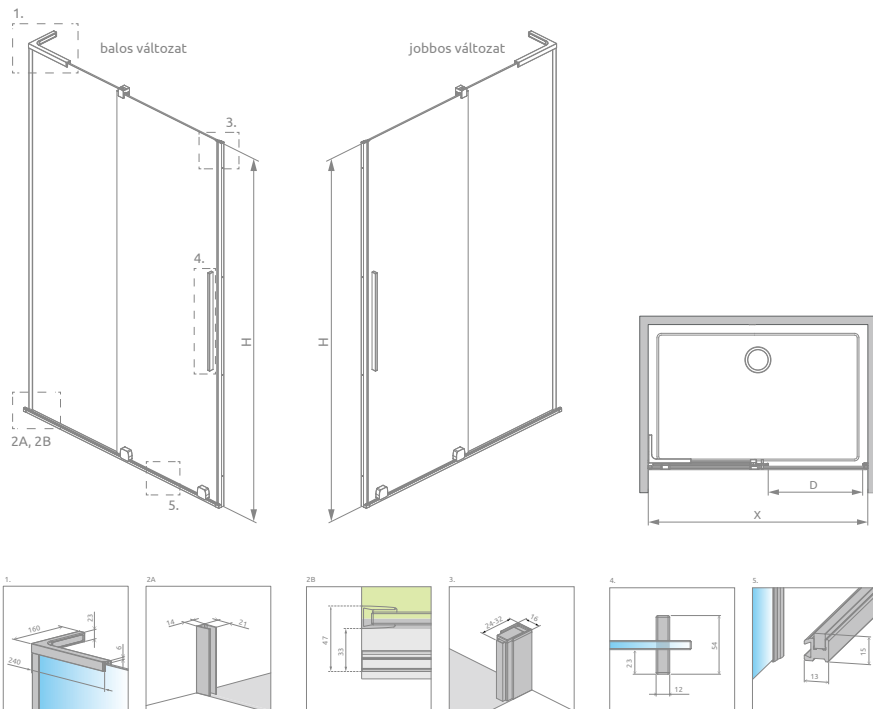 1.
balos változat
jobbos változat
3.
4.
H
H
2A, 2B
5.
D
X
1.
160
23
6
240
2A
14
21
2B
47
33
3.
24-32
16
4.
54
23
12
5.
15
13